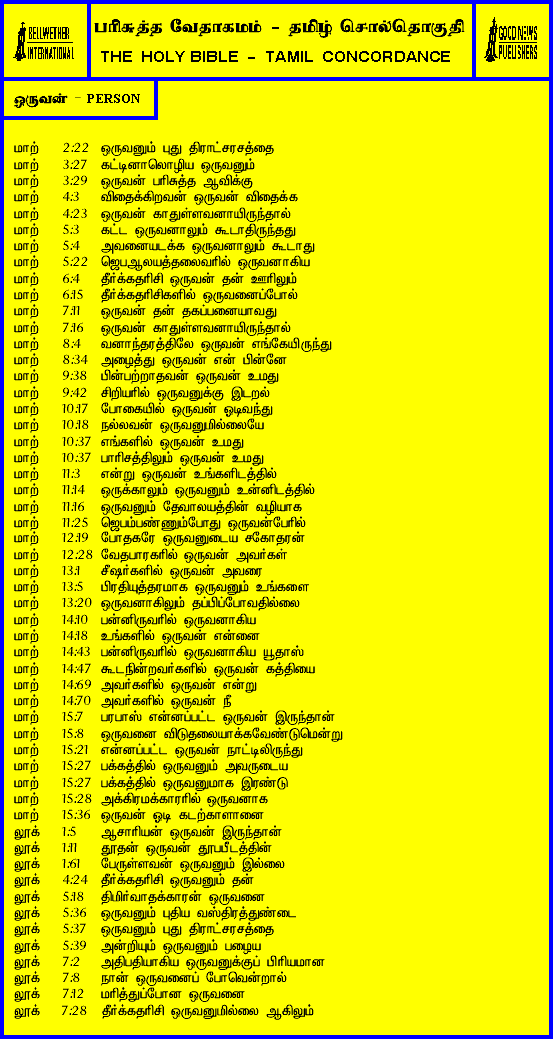 BELLWETHER
INTERNATIONAL
பரிசுத்த வேதாகமம் - தமிழ் சொல்தொகுதி
THE HOLY BIBLE - TAMIL CONCORDANCE
GOOD NEWS
PUBLISHERS
ஒருவன் - PERSON
மாற் 2:22 ஒருவனும் புது திராட்சரசத்தை
மாற் 3:27 கட்டினாலொழிய ஒருவனும்
மாற் 3:29 ஒருவன் பரிசுத்த ஆவிக்கு
மாற் 4:3 விதைக்கிறவன் ஒருவன் விதைக்க
மாற் 4:23 ஒருவன் காதுள்ளவனாயிருந்தால்
மாற் 5:3 கட்ட ஒருவனாலும் கூடாதிருந்தது
மாற் 5:4 அவனையடக்க ஒருவனாலும் கூடாது
மாற் 5:22 ஜெபஆலயத்தலைவரில் ஒருவனாகிய
மாற் 6:4 தீர்க்கதரிசி ஒருவன் தன் ஊரிலும்
மாற் 6:15 தீர்க்கதரிசிகளில் ஒருவனைப்போல்
மாற் 7:11 ஒருவன் தன் தகப்பனையாவது
மாற் 7:16 ஒருவன் காதுள்ளவனாயிருந்தால்
மாற் 8:4 வனாந்தரத்திலே ஒருவன் எங்கேயிருந்து
மாற் 8:34 அழைத்து ஒருவன் என் பின்னே
மாற் 9:38 பின்பற்றாதவன் ஒருவன் உமது
மாற் 9:42 சிறியரில் ஒருவனுக்கு இடறல்
மாற் 10:17 போகையில் ஒருவன் ஓடிவந்து
மாற் 10:18 நல்லவன் ஒருவனுமில்லையே
மாற் 10:37 எங்களில் ஒருவன் உமது
மாற் 10:37 பாரிசத்திலும் ஒருவன் உமது
மாற் 11:3 என்று ஒருவன் உங்களிடத்தில்
மாற் 11:14 ஒருக்காலும் ஒருவனும் உன்னிடத்தில்
மாற் 11:16 ஒருவனும் தேவாலயத்தின் வழியாக
மாற் 11:25 ஜெபம்பண்ணும்போது ஒருவன்பேரில்
மாற் 12:19 போதகரே ஒருவனுடைய சகோதரன்
மாற் 12:28 வேதபாரகரில் ஒருவன் அவர்கள்
மாற் 13:1 சீஷர்களில் ஒருவன் அவரை
மாற் 13:5 பிரதியுத்தரமாக ஒருவனும் உங்களை
மாற் 13:20 ஒருவனாகிலும் தப்பிப்போவதில்லை
மாற் 14:10 பன்னிருவரில் ஒருவனாகிய
மாற் 14:18 உங்களில் ஒருவன் என்னை
மாற் 14:43 பன்னிருவரில் ஒருவனாகிய யூதாஸ்
மாற் 14:47 கூடநின்றவர்களில் ஒருவன் கத்தியை
மாற் 14:69 அவர்களில் ஒருவன் என்று
மாற் 14:70 அவர்களில் ஒருவன் நீ
மாற் 15:7 பரபாஸ் என்னப்பட்ட ஒருவன் இருந்தான்
மாற் 15:8 ஒருவனை விடுதலையாக்கவேண்டுமென்று
மாற் 15:21 என்னப்பட்ட ஒருவன் நாட்டிலிருந்து
மாற் 15:27 பக்கத்தில் ஒருவனும் அவருடைய
மாற் 15:27 பக்கத்தில் ஒருவனுமாக இரண்டு
மாற் 15:28 அக்கிரமக்காரரில் ஒருவனாக
மாற் 15:36 ஒருவன் ஓடி கடற்காளானை
லூக் 1:5 ஆசாரியன் ஒருவன் இருந்தான்
லூக் 1:11 தூதன் ஒருவன் தூபபீடத்தின்
லூக் 1:61 பேருள்ளவன் ஒருவனும் இல்லை
லூக் 4:24 தீர்க்கதரிசி ஒருவனும் தன்
லூக் 5:18 திமிர்வாதக்காரன் ஒருவனை
லூக் 5:36 ஒருவனும் புதிய வஸ்திரத்துண்டை
லூக் 5:37 ஒருவனும் புது திராட்சரசத்தை
லூக் 5:39 அன்றியும் ஒருவனும் பழைய
லூக் 7:2 அதிபதியாகிய ஒருவனுக்குப் பிரியமான
லூக் 7:8 நான் ஒருவனைப் போவென்றால்
லூக் 7:12 மரித்துப்போன ஒருவனை
லூக் 7:28 தீர்க்கதரிசி ஒருவனுமில்லை ஆகிலும்